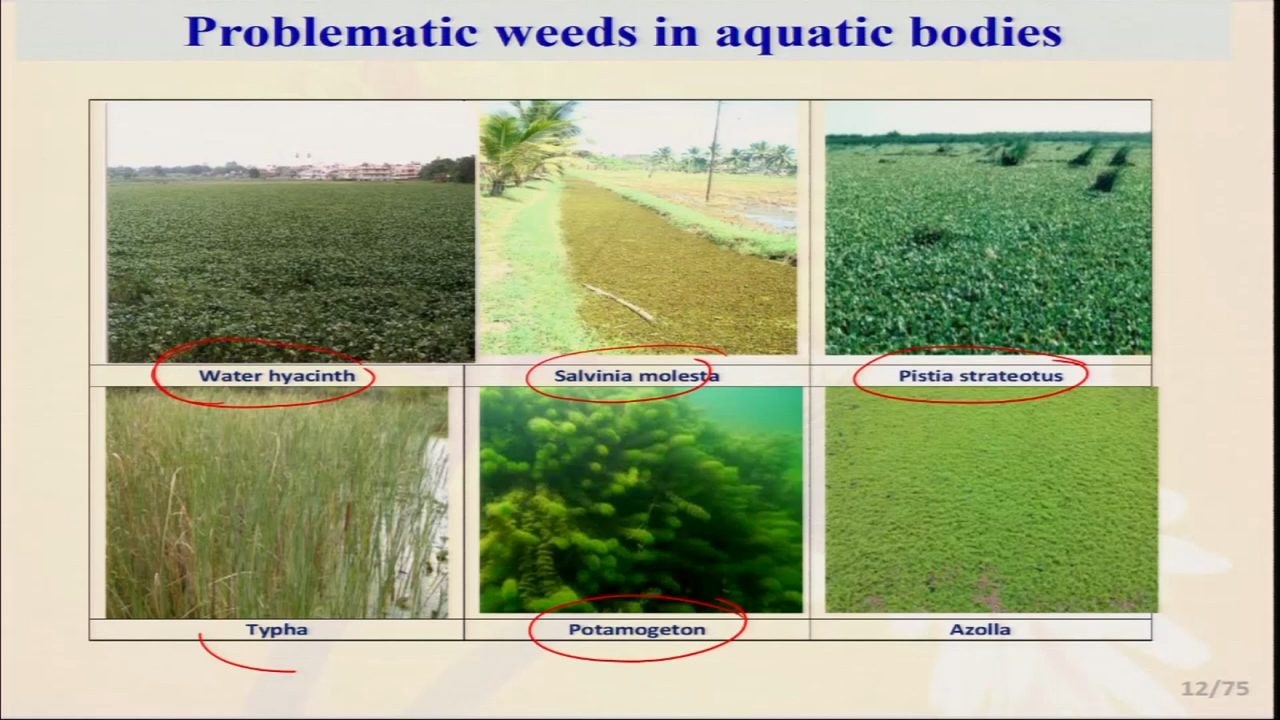 Problematic weeds in aquatic bodies
Water hyacinth
Salvinia molesta
Pistia strateotus
Typha
Potamogeton
Azolla
12/75